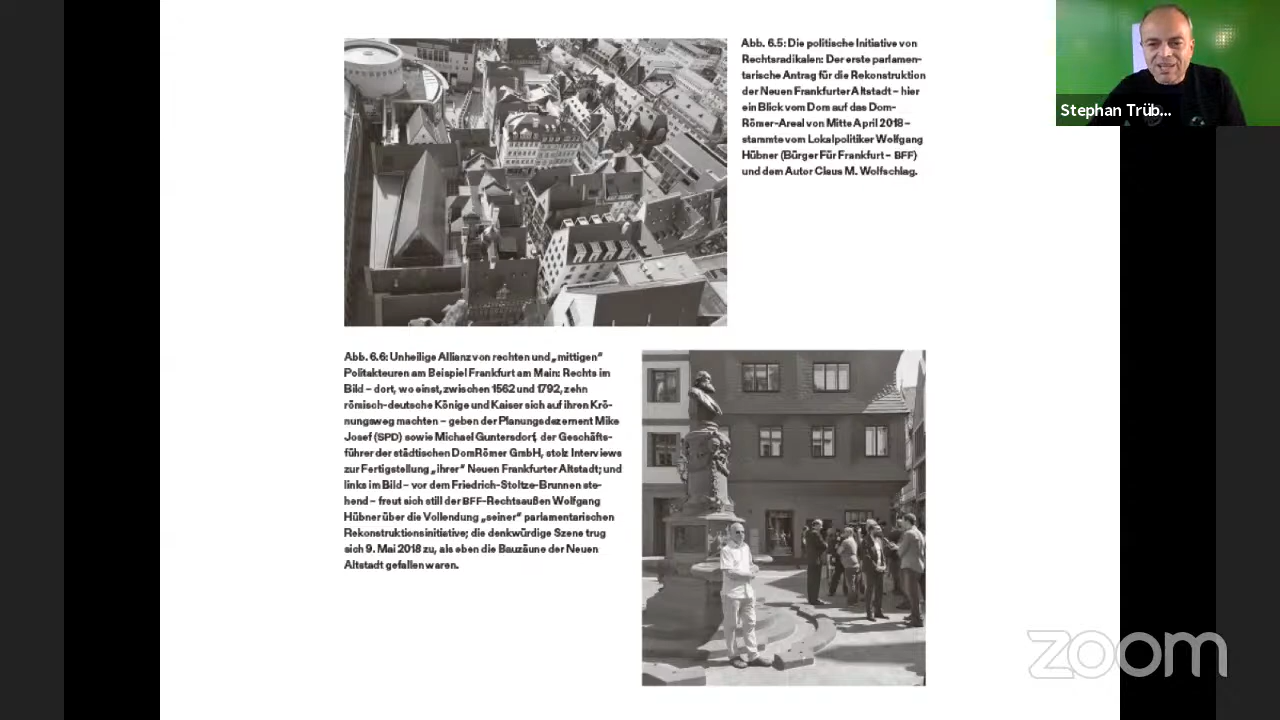 Abb. 6.5: Die politische Initiative von
Rechtsradikalen: Der erste parlamen-
tarische Antrag für die Rekonstruktion
der Neuen Frankfurter Altstadt – hier
ein Blick vom Dom auf das Dom-
Römer-Areal von Mitte April 2018 –
stammte vom Lokalpolitiker Wolfgang
Hübner (Bürger Für Frankfurt – BFF)
und dem Autor Claus M. Wolfschlag.
Stephan Trüb...
Abb. 6.6: Unheilige Allianz von rechten und „mittigen“
Politakteuren am Beispiel Frankfurt am Main: Rechts im
Bild – dort, wo einst, zwischen 1562 und 1792, zehn
römisch-deutsche Könige und Kaiser sich auf ihren Krö-
nungsweg machten – geben der Planungsdezernent Mike
Josef (SPD) sowie Michael Guntersdorf, der Geschäfts-
führer der städtischen DomRömer GmbH, stolz Interviews
zur Fertigstellung „ihrer“ Neuen Frankfurter Altstadt; und
links im Bild – vor dem Friedrich-Stoltze-Brunnen ste-
hend – freut sich still der BFF-Rechtsaußen Wolfgang
Hübner über die Vollendung „seiner“ parlamentarischen
Rekonstruktionsinitiative; die denkwürdige Szene trug
sich 9. Mai 2018 zu, als eben die Bauzäune der Neuen
Altstadt gefallen waren.
zoom